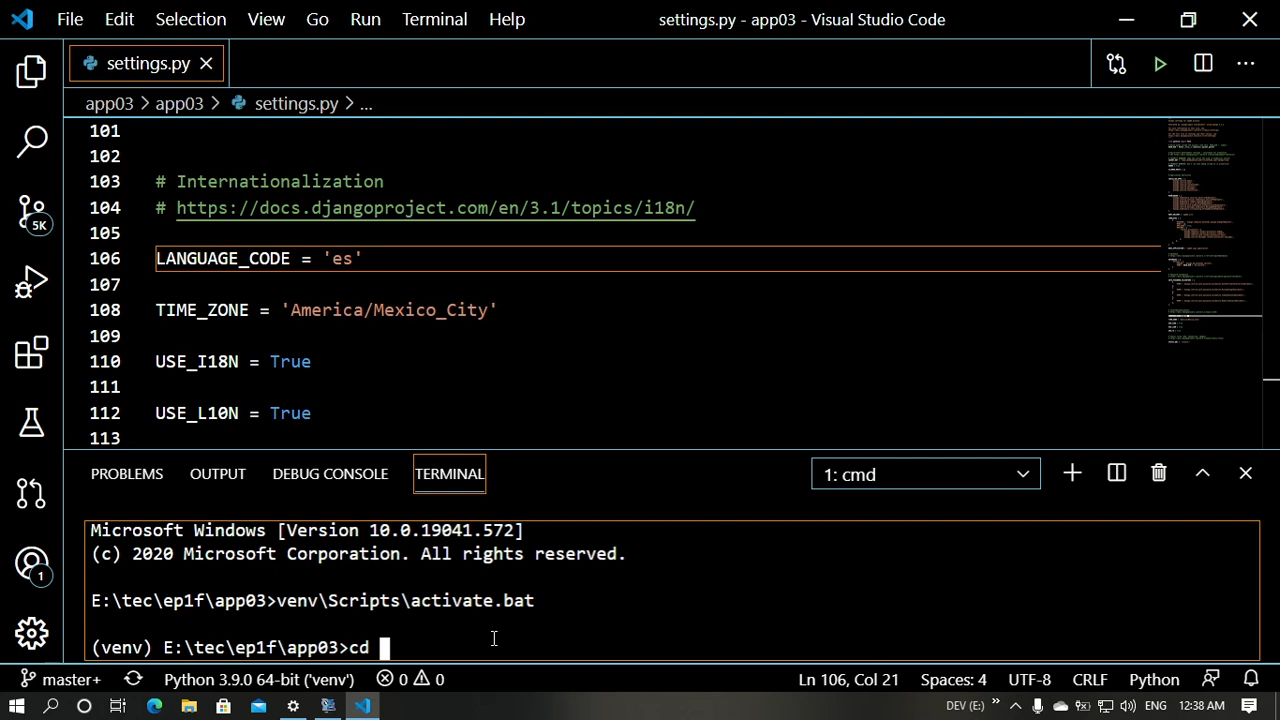 File Edit Selection View Go Run Terminal Help settings.py - app03 - Visual Studio Code
settings.py
app03 > app03 > settings.py > ...
101
102
103 # Internationalization
104 # https://docs.djangoproject.com/en/3.1/topics/i18n/
105
106 LANGUAGE_CODE = 'es'
107
108 TIME_ZONE = 'America/Mexico_City'
109
110 USE_I18N = True
111
112 USE_L10N = True
113
5K
PROBLEMS OUTPUT DEBUG CONSOLE TERMINAL 1: cmd
Microsoft Windows [Version 10.0.19041.572]
(c) 2020 Microsoft Corporation. All rights reserved.
E:\tec\ep1f\app03>venv\Scripts\activate.bat
(venv) E:\tec\ep1f\app03>cd
1
master+ Python 3.9.0 64-bit ('venv') 0 0 Ln 106, Col 21 Spaces: 4 UTF-8 CRLF Python
DEV (E:) ENG 12:38 AM